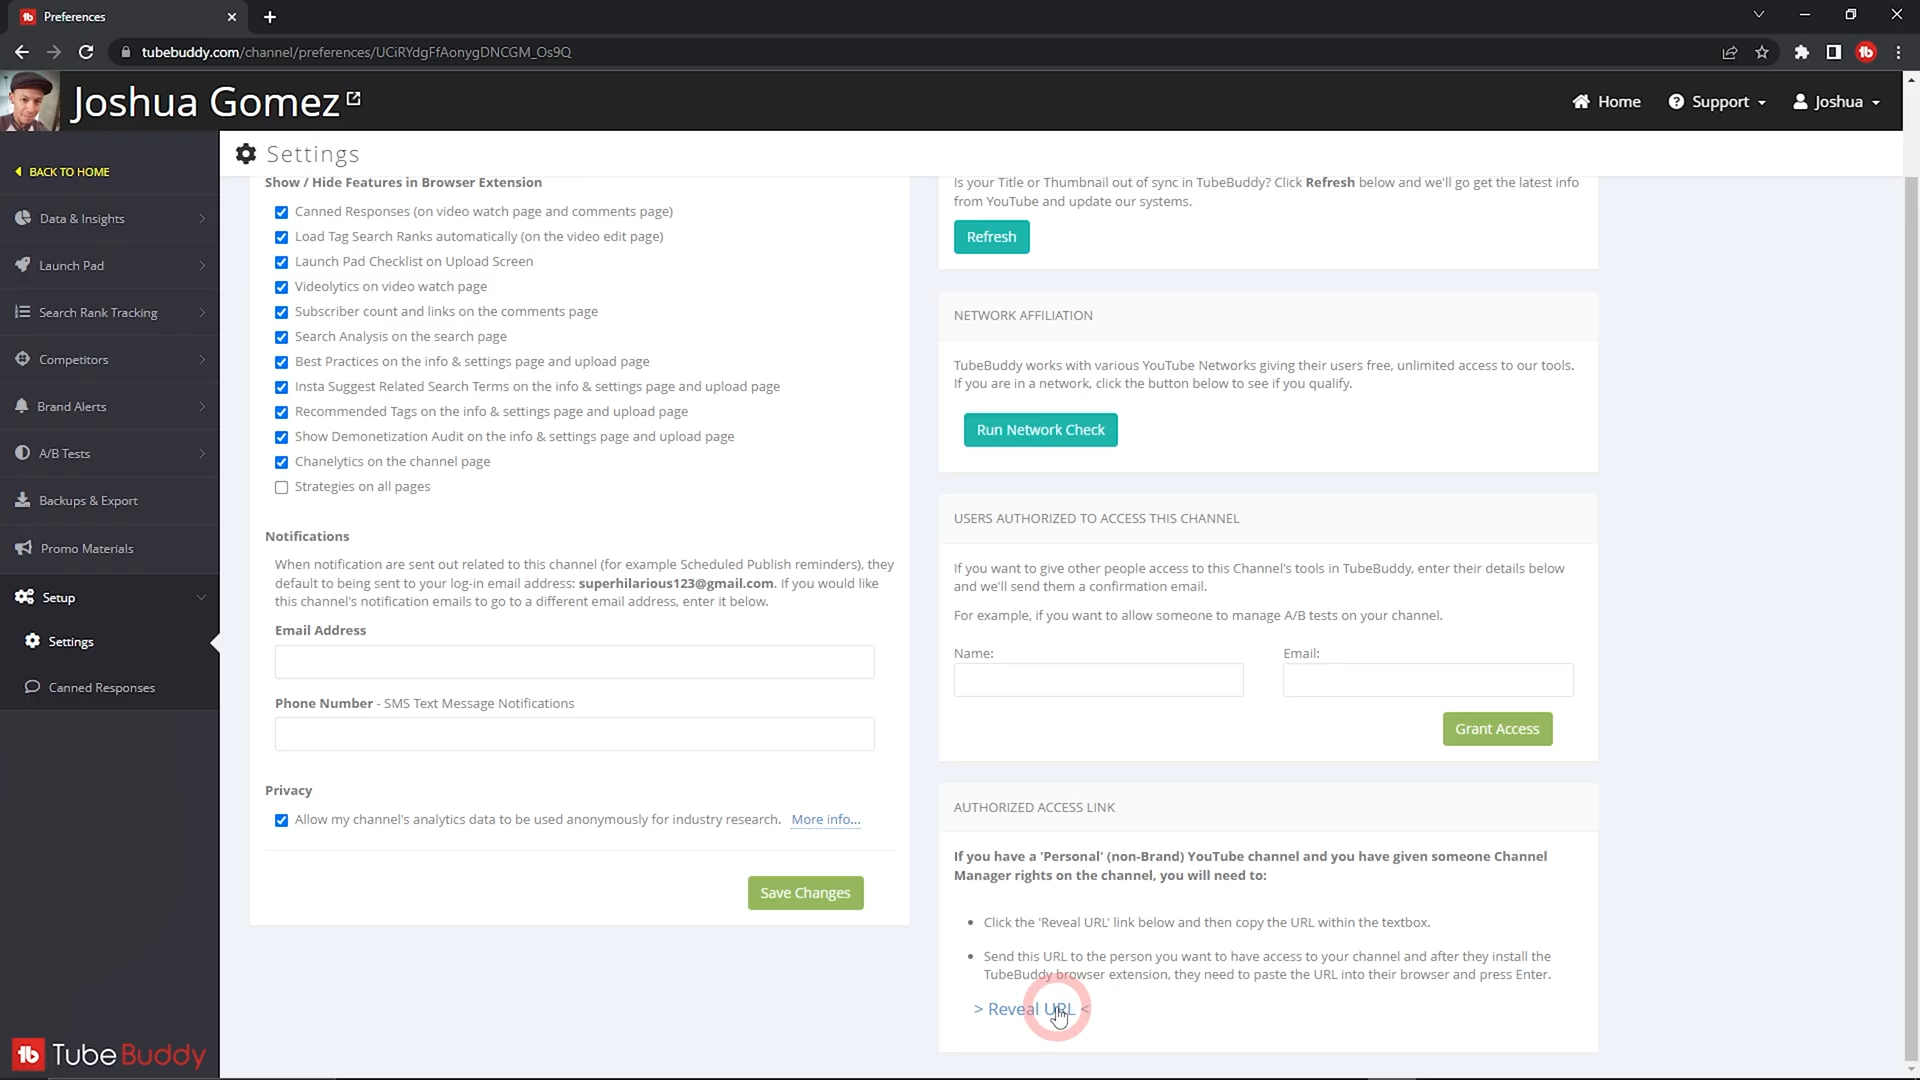 Preferences
tubebuddy.com/channel/preferences/UCiRYdgFfAonygDNCGM_Os9Q
Joshua Gomez
Home
Support
Joshua
BACK TO HOME
Data & Insights
Launch Pad
Search Rank Tracking
Competitors
Brand Alerts
A/B Tests
Backups & Export
Promo Materials
Setup
Settings
Canned Responses
TubeBuddy
Settings
Show / Hide Features in Browser Extension
Canned Responses (on video watch page and comments page)
Load Tag Search Ranks automatically (on the video edit page)
Launch Pad Checklist on Upload Screen
Videolytics on video watch page
Subscriber count and links on the comments page
Search Analysis on the search page
Best Practices on the info & settings page and upload page
Insta Suggest Related Search Terms on the info & settings page and upload page
Recommended Tags on the info & settings page and upload page
Show Demonetization Audit on the info & settings page and upload page
Chanelytics on the channel page
Strategies on all pages
Notifications
When notification are sent out related to this channel (for example Scheduled Publish reminders), they
default to being sent to your log-in email address: superhilarious123@gmail.com. If you would like
this channel's notification emails to go to a different email address, enter it below.
Email Address
Phone Number - SMS Text Message Notifications
Privacy
Allow my channel's analytics data to be used anonymously for industry research. More info...
Save Changes
Is your Title or Thumbnail out of sync in TubeBuddy? Click Refresh below and we'll go get the latest info
from YouTube and update our systems.
Refresh
NETWORK AFFILIATION
TubeBuddy works with various YouTube Networks giving their users free, unlimited access to our tools.
If you are in a network, click the button below to see if you qualify.
Run Network Check
USERS AUTHORIZED TO ACCESS THIS CHANNEL
If you want to give other people access to this Channel's tools in TubeBuddy, enter their details below
and we'll send them a confirmation email.
For example, if you want to allow someone to manage A/B tests on your channel.
Name:
Email:
Grant Access
AUTHORIZED ACCESS LINK
If you have a 'Personal' (non-Brand) YouTube channel and you have given someone Channel
Manager rights on the channel, you will need to:
• Click the 'Reveal URL' link below and then copy the URL within the textbox.
• Send this URL to the person you want to have access to your channel and after they install the
TubeBuddy browser extension, they need to paste the URL into their browser and press Enter.
> Reveal URL <